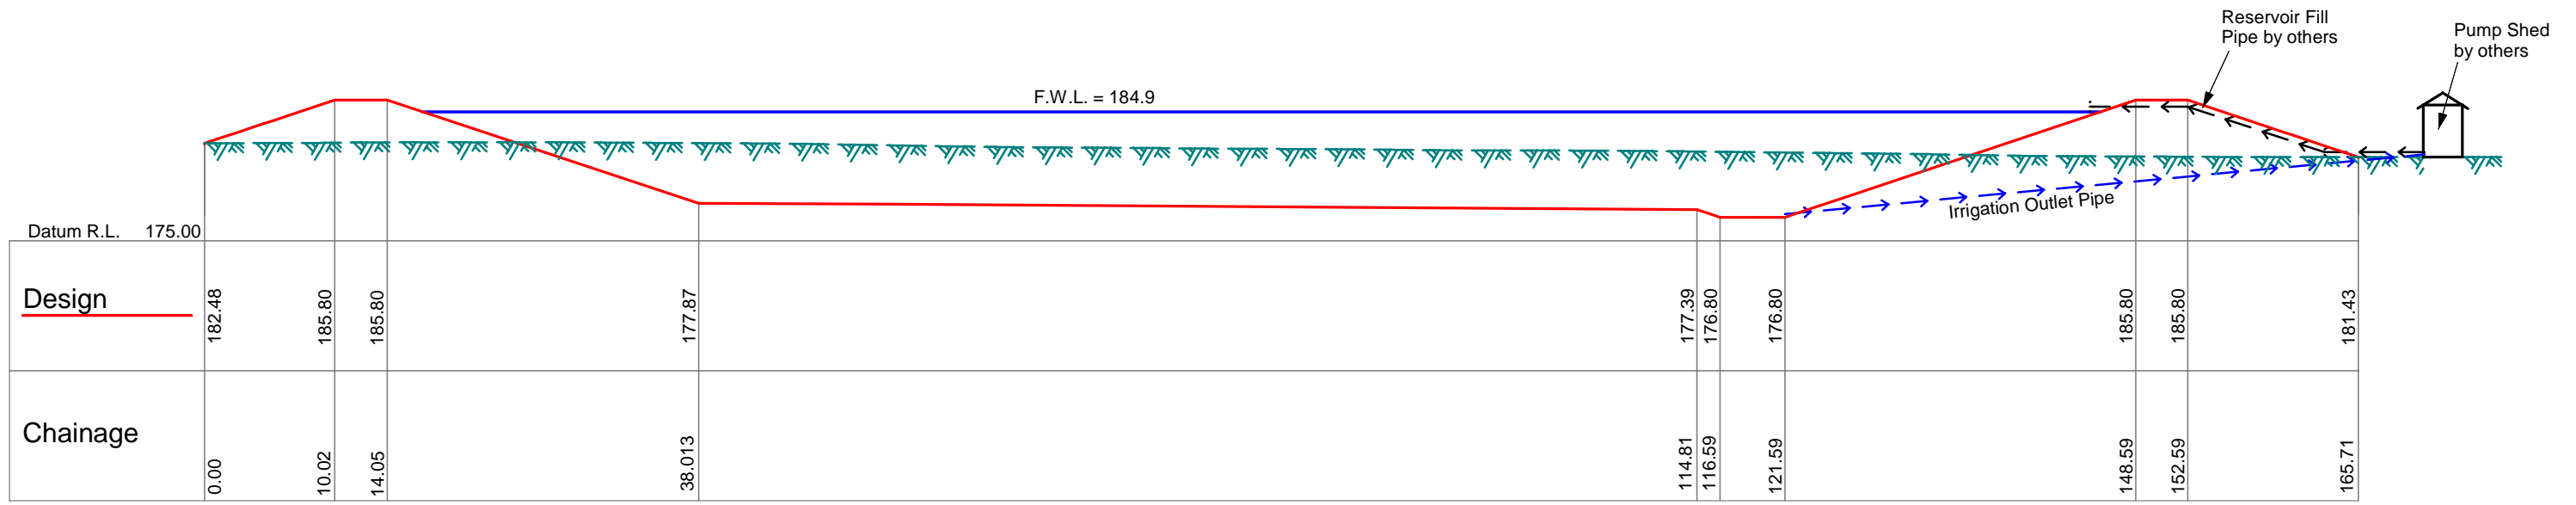 Reservoir Fill
Pipe by others
Pump Shed
by others
F.W.L. = 184.9
Irrigation Outlet Pipe
Datum R.L. 175.00
Design
182.48
185.80
185.80
177.87
177.39
176.80
176.80
185.80
185.80
181.43
Chainage
0.00
10.02
14.05
38.013
114.81
116.59
121.59
148.59
152.59
165.71